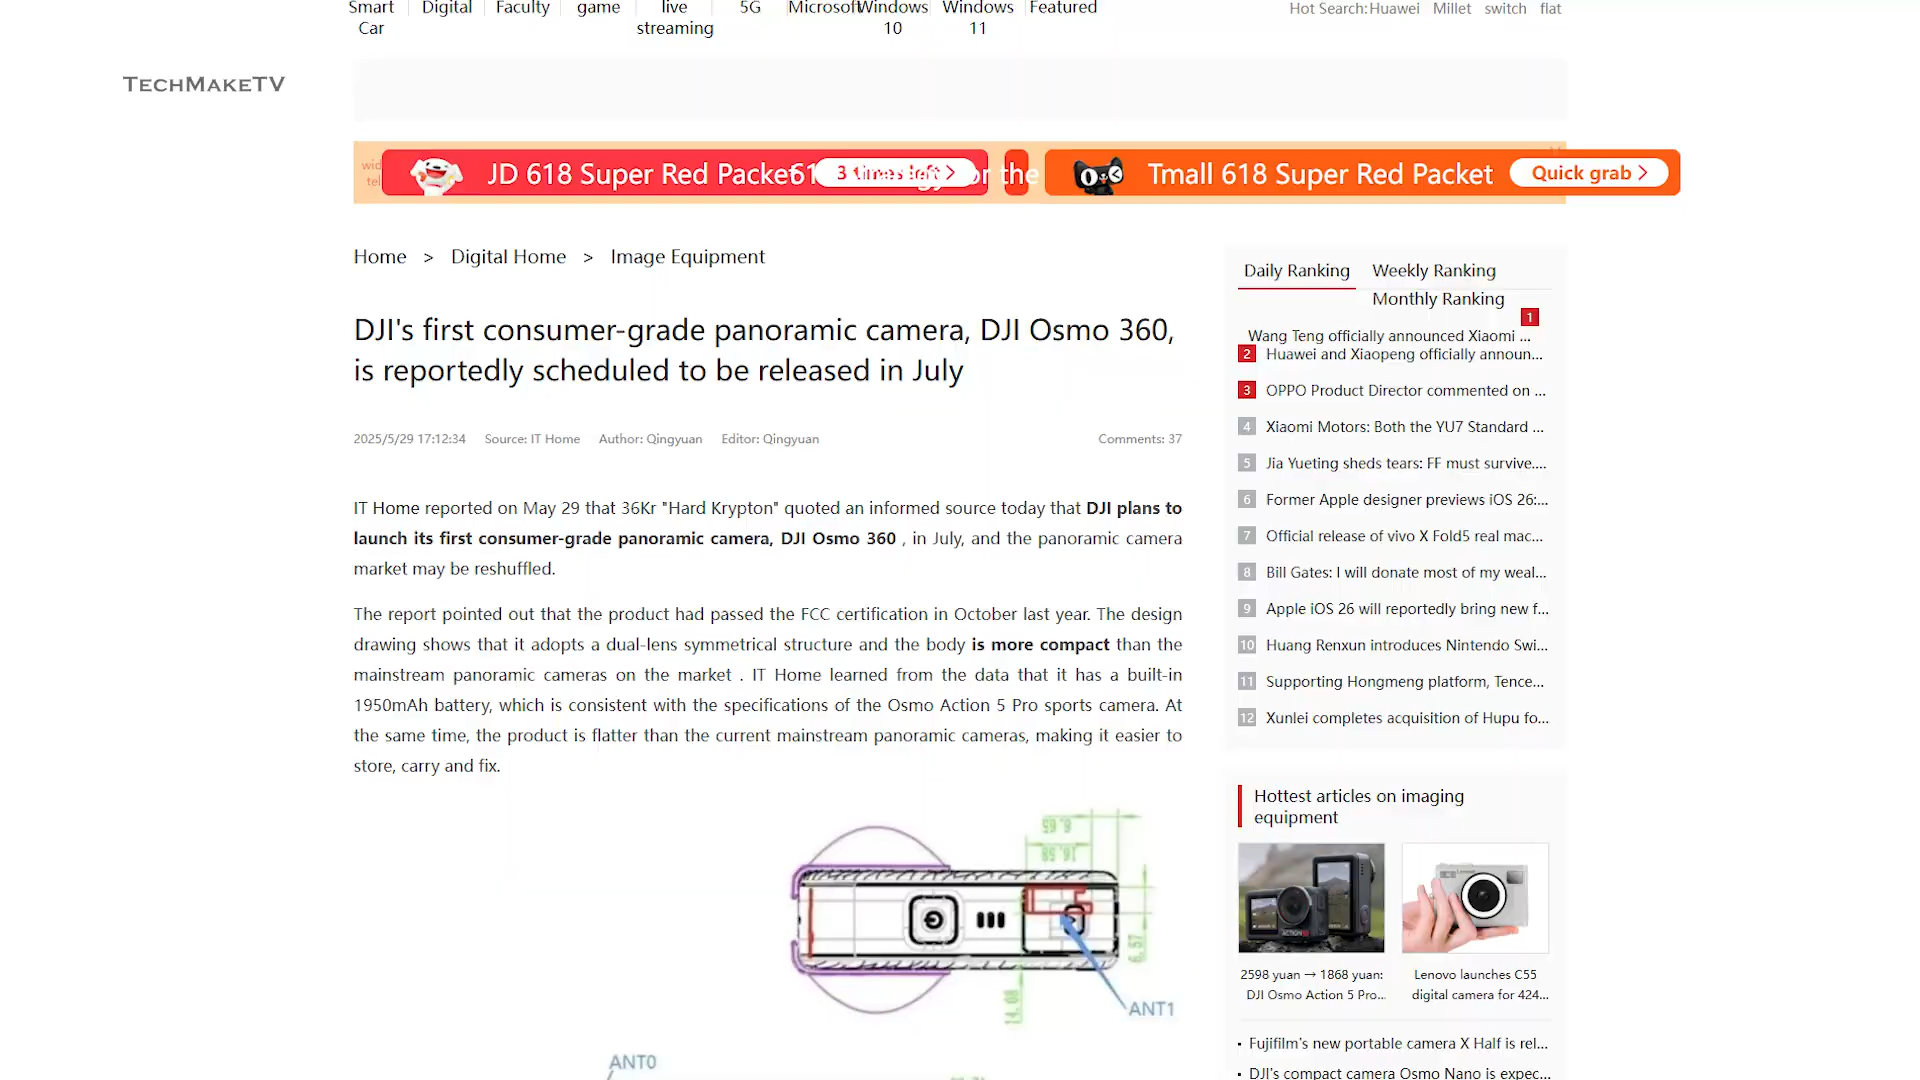 Smart Car
Digital
Faculty
game
live streaming
5G
Microsoft
Windows 10
Windows 11
Featured
Hot Search: Huawei Millet switch flat
TECHMAKETV
JD 618 Super Red Packet
3 times left >
the
Tmall 618 Super Red Packet
Quick grab >
Home > Digital Home > Image Equipment
DJI's first consumer-grade panoramic camera, DJI Osmo 360,
is reportedly scheduled to be released in July
2025/5/29 17:12:34 Source: IT Home Author: Qingyuan Editor: Qingyuan Comments: 37
IT Home reported on May 29 that 36Kr "Hard Krypton" quoted an informed source today that DJI plans to
launch its first consumer-grade panoramic camera, DJI Osmo 360 , in July, and the panoramic camera
market may be reshuffled.
The report pointed out that the product had passed the FCC certification in October last year. The design
drawing shows that it adopts a dual-lens symmetrical structure and the body is more compact than the
mainstream panoramic cameras on the market . IT Home learned from the data that it has a built-in
1950mAh battery, which is consistent with the specifications of the Osmo Action 5 Pro sports camera. At
the same time, the product is flatter than the current mainstream panoramic cameras, making it easier to
store, carry and fix.
6.65
16.58
6.57
14.08
ANT1
ANT0
Daily Ranking Weekly Ranking
Monthly Ranking
1
Wang Teng officially announced Xiaomi ...
2 Huawei and Xiaopeng officially announ...
3 OPPO Product Director commented on ...
4 Xiaomi Motors: Both the YU7 Standard ...
5 Jia Yueting sheds tears: FF must survive....
6 Former Apple designer previews iOS 26:...
7 Official release of vivo X Fold5 real mac...
8 Bill Gates: I will donate most of my weal...
9 Apple iOS 26 will reportedly bring new f...
10 Huang Renxun introduces Nintendo Swi...
11 Supporting Hongmeng platform, Tence...
12 Xunlei completes acquisition of Hupu fo...
Hottest articles on imaging
equipment
2598 yuan → 1868 yuan:
DJI Osmo Action 5 Pro...
Lenovo launches C55
digital camera for 424...
• Fujifilm's new portable camera X Half is rel...
• DJI's compact camera Osmo Nano is expec...